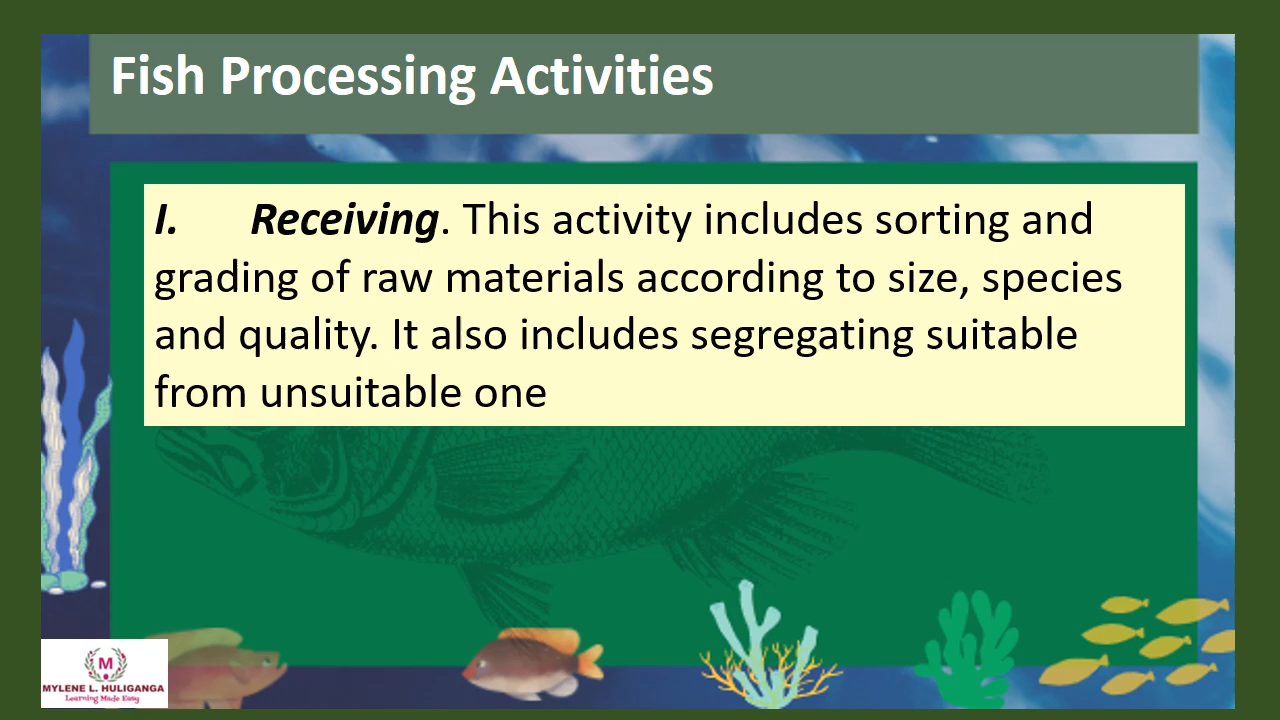 Fish Processing Activities
I. Receiving. This activity includes sorting and
grading of raw materials according to size, species
and quality. It also includes segregating suitable
from unsuitable one
M
MYLENE L. HULIGANGA
Learning Made Easy